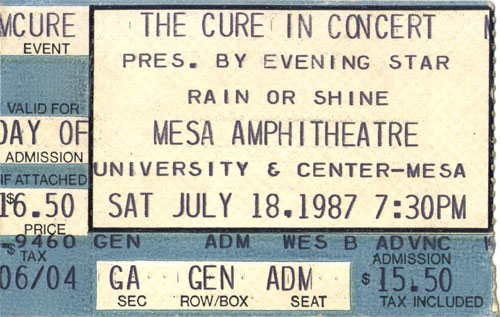 MCURE THE CURE IN CONCERT
EVENT PRES. BY EVENING STAR
RAIN OR SHINE
VALID FOR
DAY OF MESA AMPHITHEATRE
ADMISSION
IF ATTACHED UNIVERSITY & CENTER-MESA
16.50 SAT JULY 18.1987 7:30PM
PRICE
.9460 GEN ADM WES B ADVNC
$ TAX ADMISSION
06/04 GA GEN ADM $15.50
SEC ROW/BOX SEAT TAX INCLUDED